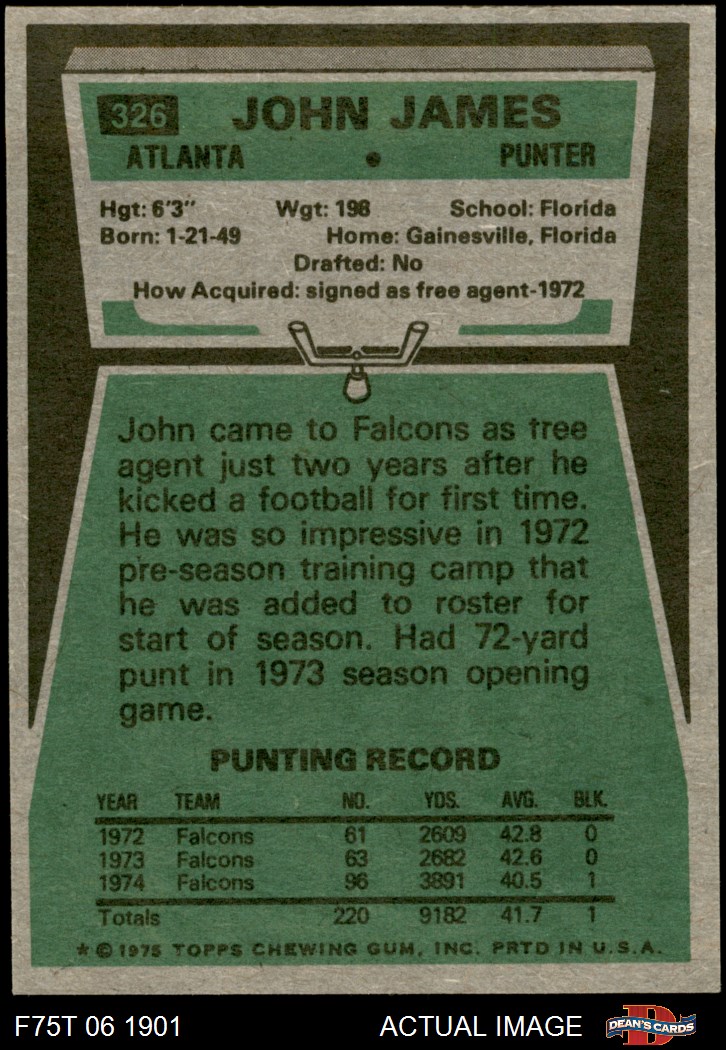 326 JOHN JAMES
ATLANTA • PUNTER
Hgt: 6'3" Wgt: 198 School: Florida
Born: 1-21-49 Home: Gainesville, Florida
Drafted: No
How Acquired: signed as free agent-1972
John came to Falcons as free
agent just two years after he
kicked a football for first time.
He was so impressive in 1972
pre-season training camp that
he was added to roster for
start of season. Had 72-yard
punt in 1973 season opening
game.
PUNTING RECORD
YEAR TEAM NO. YDS. AVG. BLK.
1972 Falcons 61 2609 42.8 0
1973 Falcons 63 2682 42.6 0
1974 Falcons 96 3891 40.5 1
Totals 220 9182 41.7 1
* © 1975 TOPPS CHEWING GUM, INC. PRTD IN U.S.A.
F75T 06 1901 ACTUAL IMAGE D DEAN'S CARDS